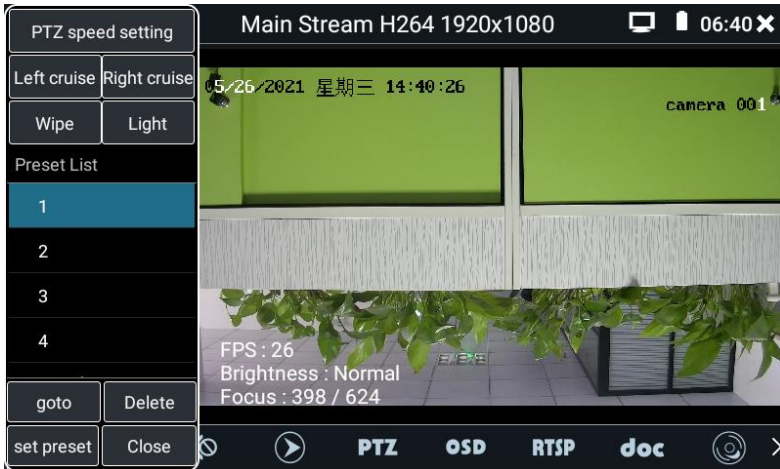 PTZ speed setting
Left cruise Right cruise
Wipe Light
Preset List
1
2
3
4
goto Delete
set preset Close
Main Stream H264 1920x1080 06:40
05/26/2021 星期三 14:40:26
camera 001
FPS : 26
Brightness : Normal
Focus : 398 / 624
PTZ OSD RTSP doc